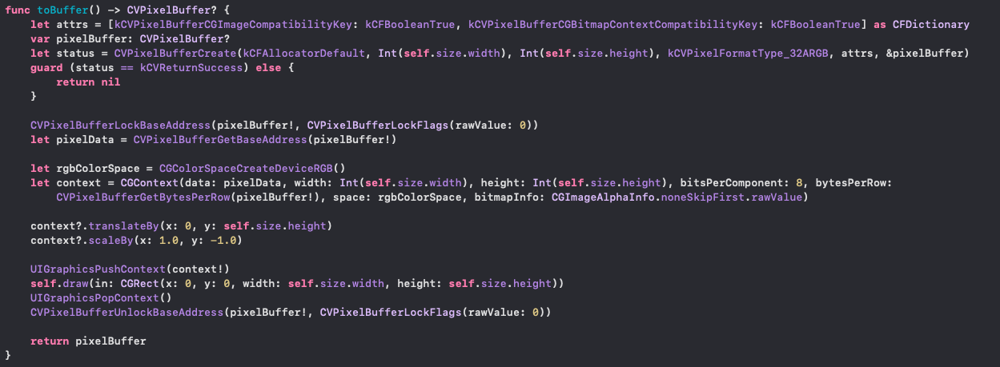 func toBuffer() -> CVPixelBuffer? {
    let attrs = [kCVPixelBufferCGImageCompatibilityKey: kCFBooleanTrue, kCVPixelBufferCGBitmapContextCompatibilityKey: kCFBooleanTrue] as CFDictionary
    var pixelBuffer: CVPixelBuffer?
    let status = CVPixelBufferCreate(kCFAllocatorDefault, Int(self.size.width), Int(self.size.height), kCVPixelFormatType_32ARGB, attrs, &pixelBuffer)
    guard (status == kCVReturnSuccess) else {
        return nil
    }

    CVPixelBufferLockBaseAddress(pixelBuffer!, CVPixelBufferLockFlags(rawValue: 0))
    let pixelData = CVPixelBufferGetBaseAddress(pixelBuffer!)

    let rgbColorSpace = CGColorSpaceCreateDeviceRGB()
    let context = CGContext(data: pixelData, width: Int(self.size.width), height: Int(self.size.height), bitsPerComponent: 8, bytesPerRow:
        CVPixelBufferGetBytesPerRow(pixelBuffer!), space: rgbColorSpace, bitmapInfo: CGImageAlphaInfo.noneSkipFirst.rawValue)

    context?.translateBy(x: 0, y: self.size.height)
    context?.scaleBy(x: 1.0, y: -1.0)

    UIGraphicsPushContext(context!)
    self.draw(in: CGRect(x: 0, y: 0, width: self.size.width, height: self.size.height))
    UIGraphicsPopContext()
    CVPixelBufferUnlockBaseAddress(pixelBuffer!, CVPixelBufferLockFlags(rawValue: 0))

    return pixelBuffer
}